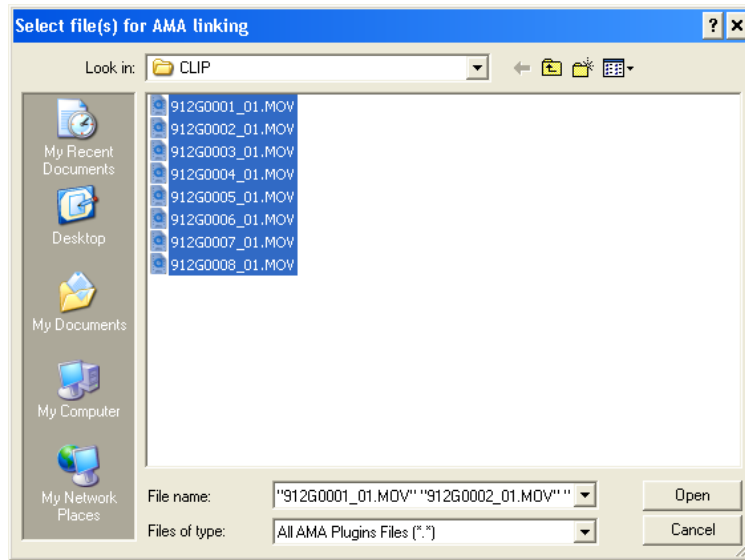 Select file(s) for AMA linking
Look in: CLIP
My Recent
Documents
Desktop
My Documents
My Computer
My Network
Places
912G0001_01.MOV
912G0002_01.MOV
912G0003_01.MOV
912G0004_01.MOV
912G0005_01.MOV
912G0006_01.MOV
912G0007_01.MOV
912G0008_01.MOV
File name: "912G0001_01.MOV" "912G0002_01.MOV" " Open
Files of type: All AMA Plugins Files (*.*) Cancel